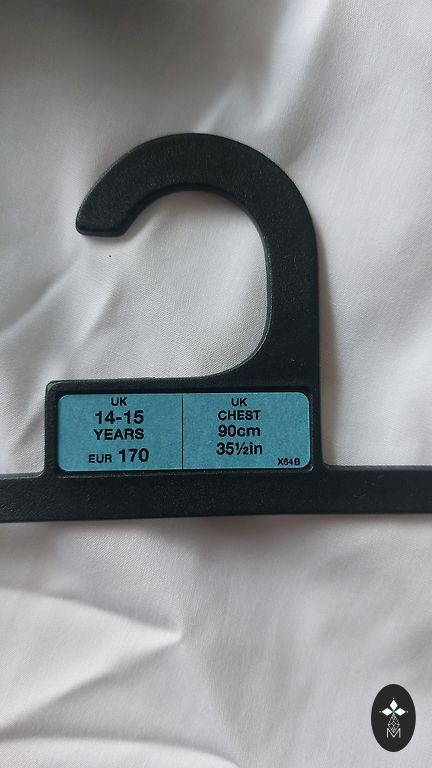 UK
14-15
YEARS
EUR 170
UK
CHEST
90cm
35½in
X64B
M